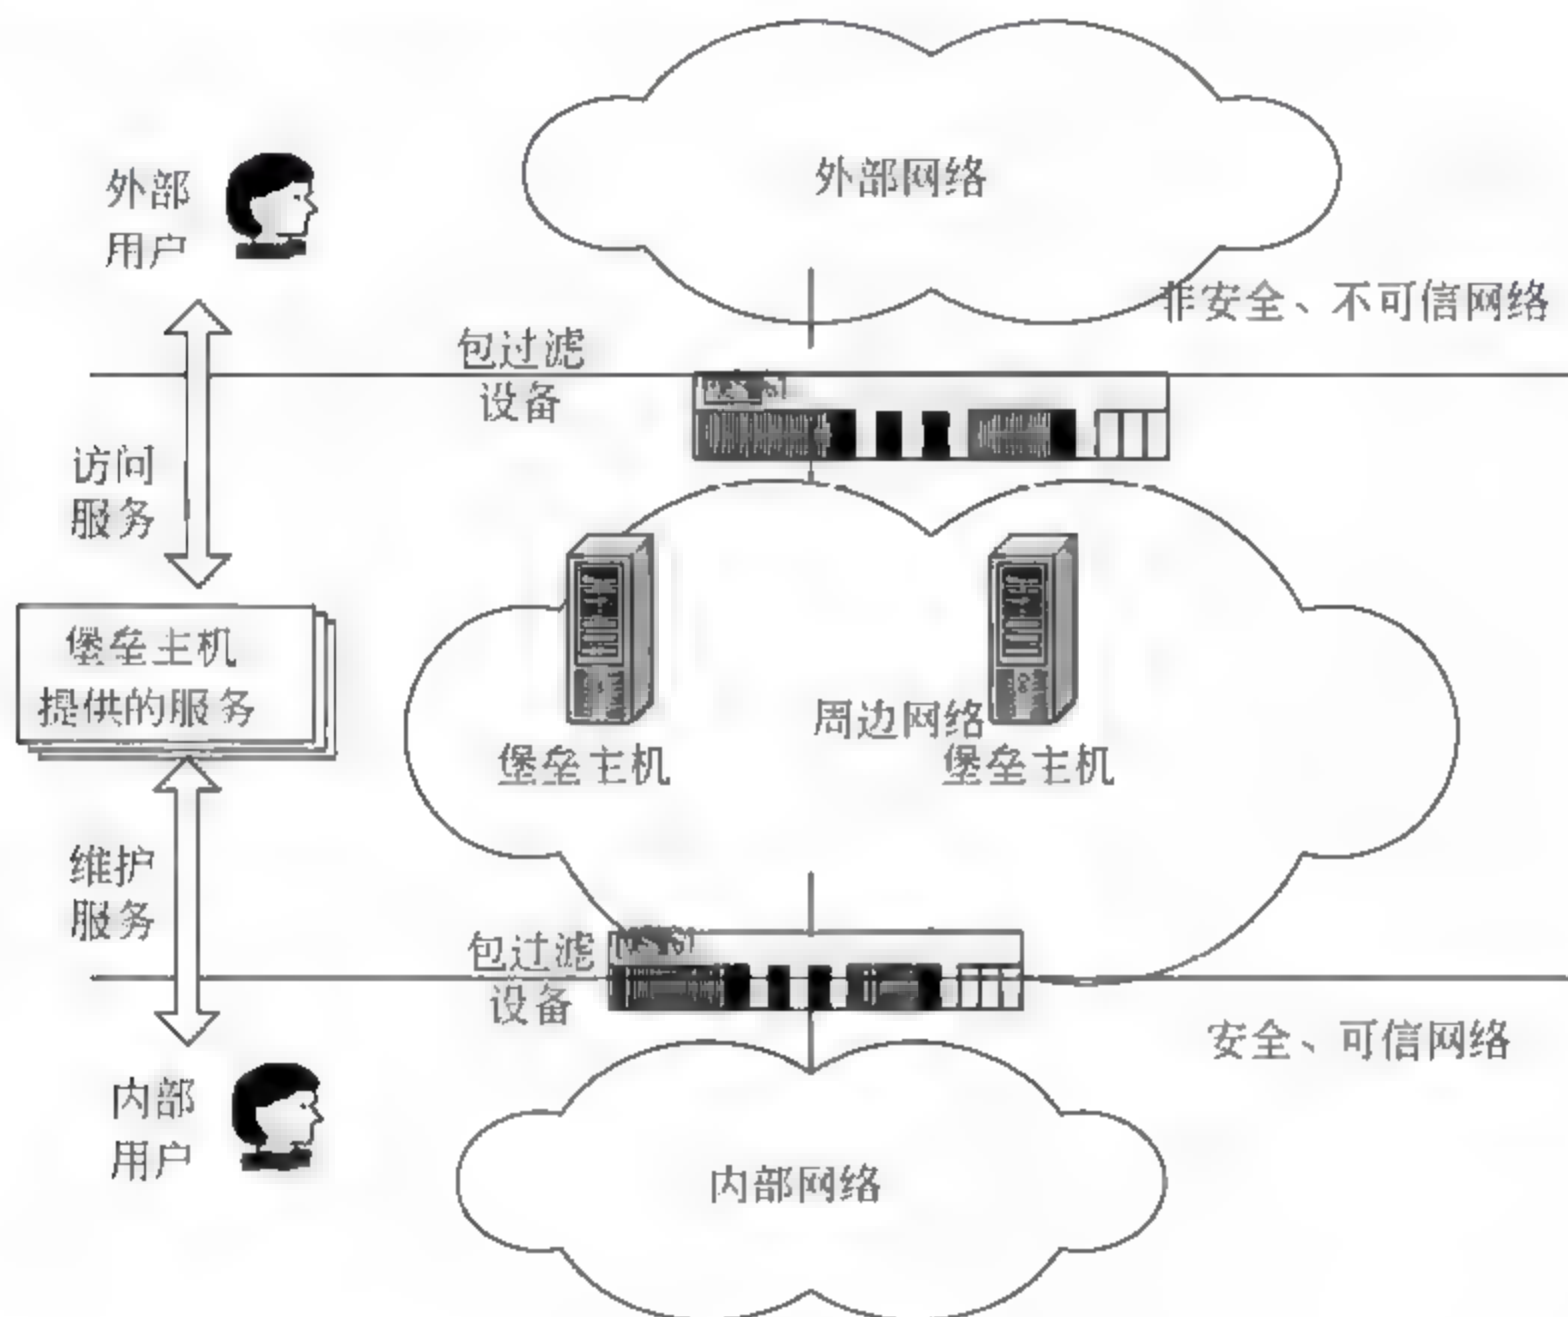 外部网络
外部
用户
非安全、不可信网络
包过滤
设备
访问
服务
堡垒主机
提供的服务
周边网络
堡垒主机
堡垒主机
维护
服务
包过滤
设备
安全、可信网络
内部
用户
内部网络